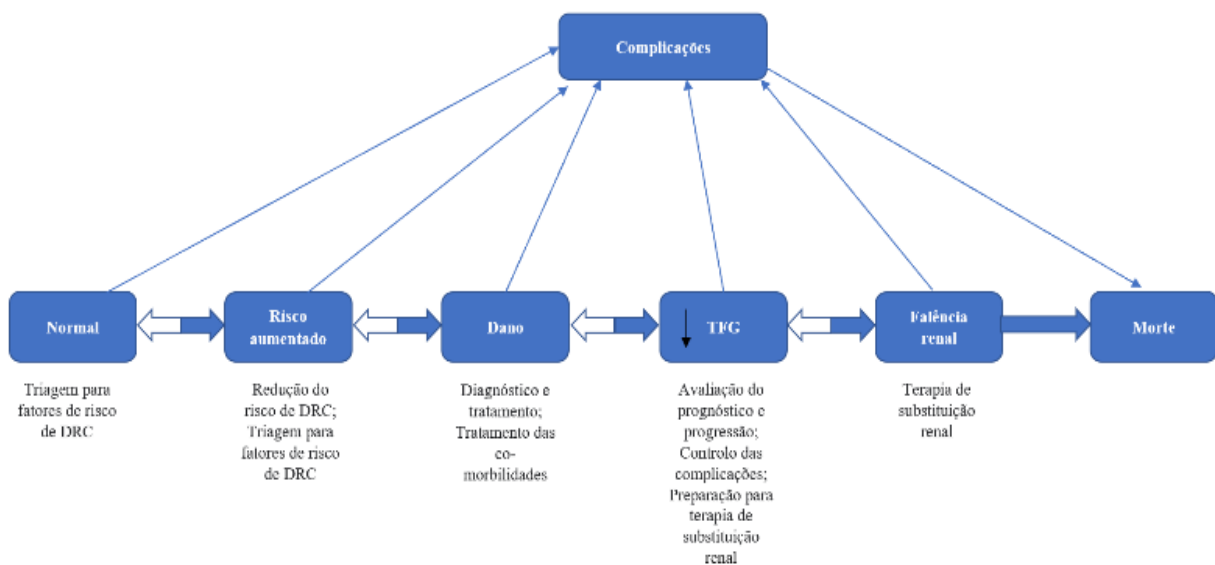 Complicações
Normal
Risco
aumentado
Dano
TFG
Falência
renal
Morte
Triagem para
fatores de risco
de DRC
Redução do
risco de DRC;
Triagem para
fatores de risco
de DRC
Diagnóstico e
tratamento;
Tratamento das
co-
morbilidades
Avaliação do
prognóstico e
progressão;
Controlo das
complicações;
Preparação para
terapia de
substituição
renal
Terapia de
substituição
renal